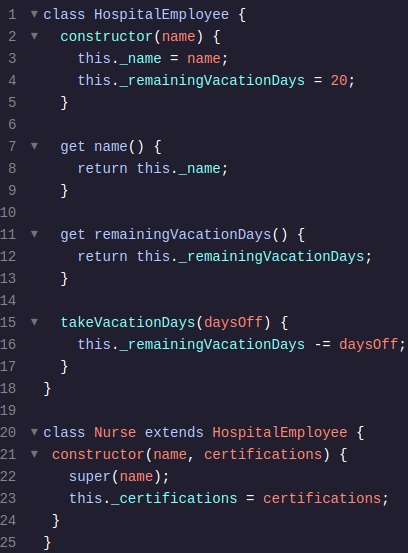 1 ▼ class HospitalEmployee {
2 ▼   constructor(name) {
3       this._name = name;
4       this._remainingVacationDays = 20;
5     }
6
7 ▼   get name() {
8       return this._name;
9     }
10
11 ▼   get remainingVacationDays() {
12       return this._remainingVacationDays;
13     }
14
15 ▼   takeVacationDays(daysOff) {
16       this._remainingVacationDays -= daysOff;
17     }
18   }
19
20 ▼ class Nurse extends HospitalEmployee {
21 ▼  constructor(name, certifications) {
22      super(name);
23      this._certifications = certifications;
24    }
25   }